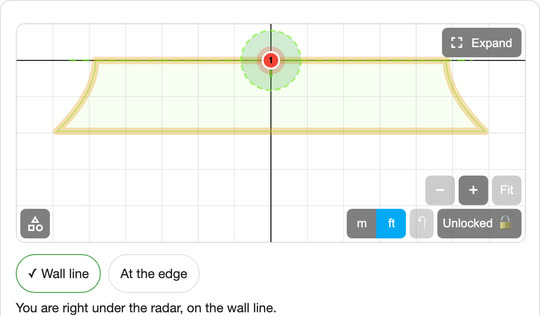 Expand
1
− + Fit
m ft Unlocked
✓ Wall line At the edge
You are right under the radar, on the wall line.